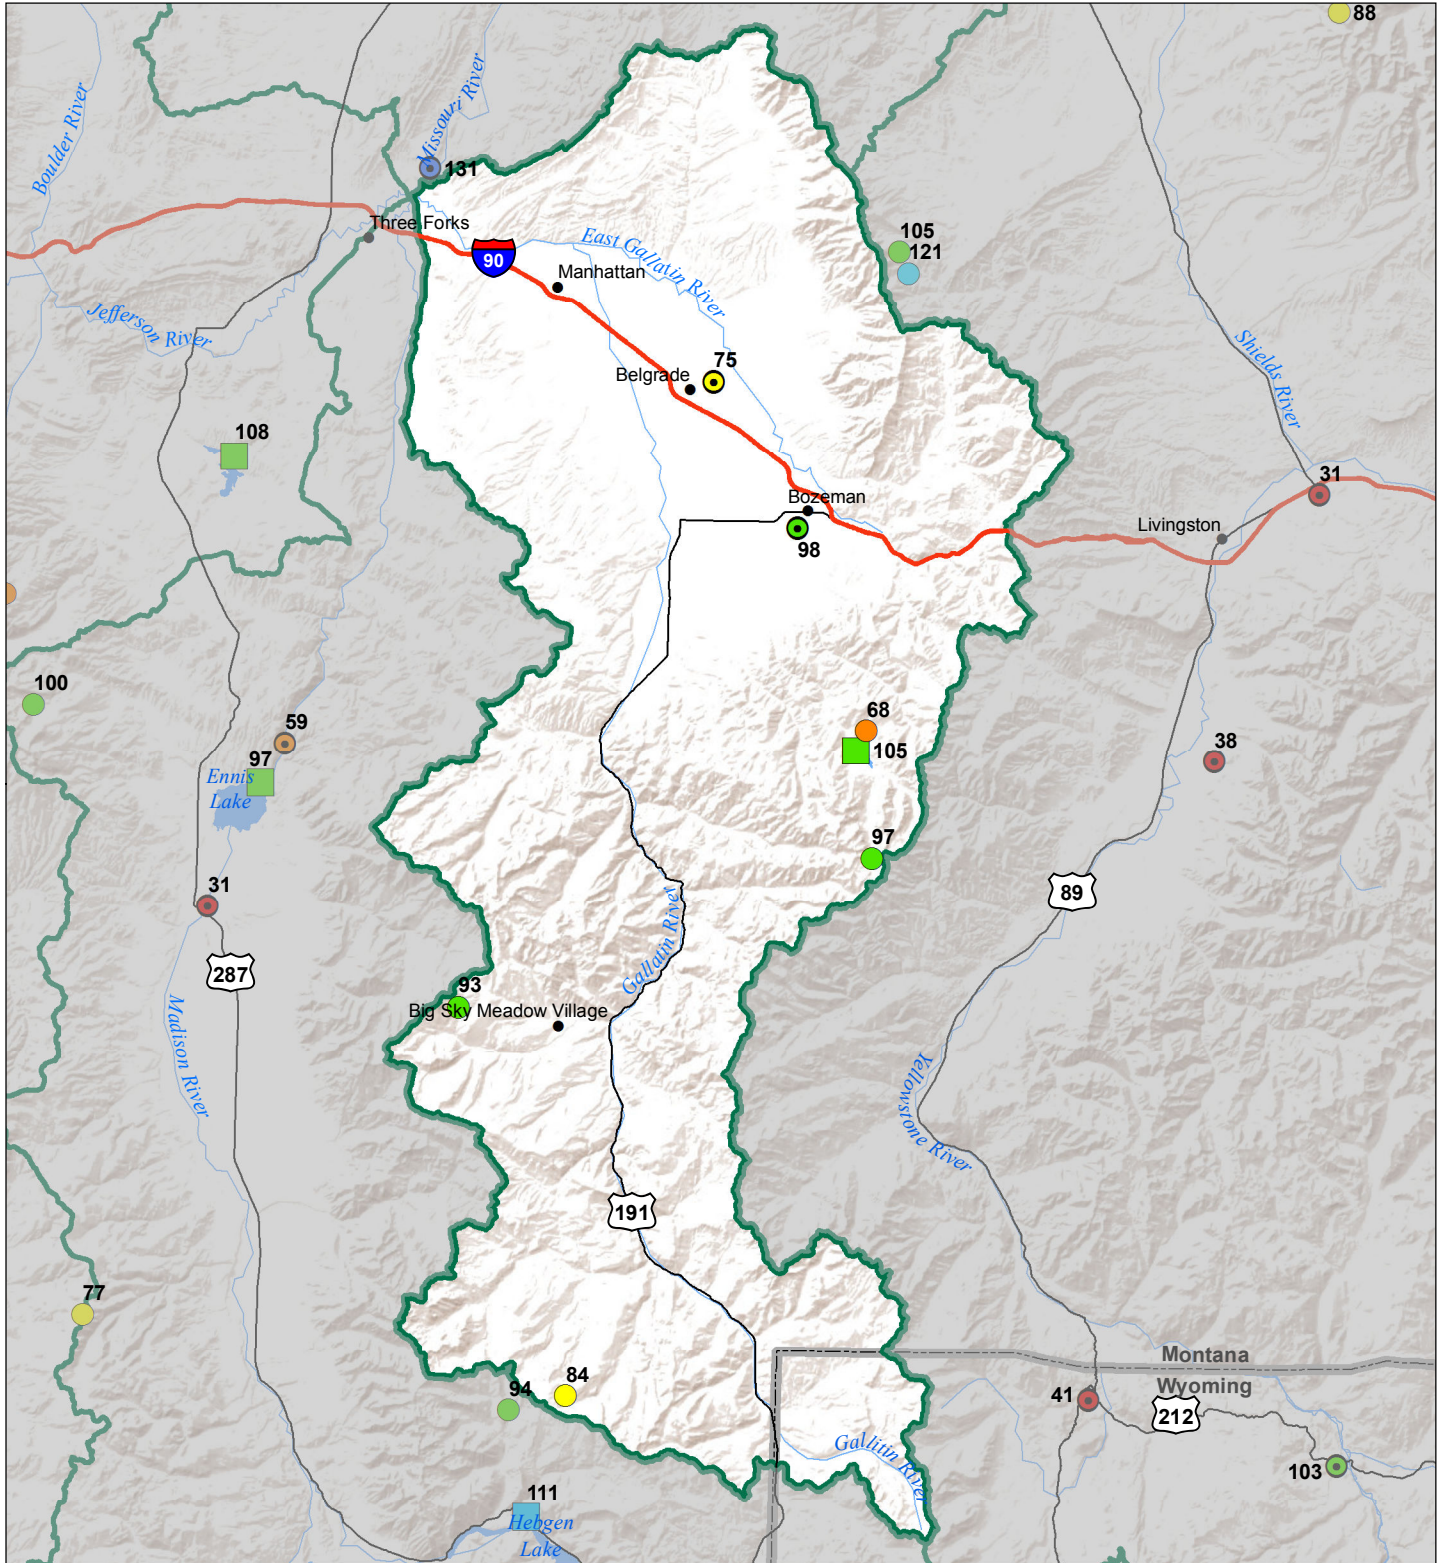 88
Boulder River
Missouri River
131
Three Forks
90
East Gallatin River
105
121
Manhattan
Jefferson River
Shields River
75
Belgrade
108
31
Bozeman
Livingston
98
100
68
59
105
38
97
Ennis
Lake
97
31
89
Gallatin River
287
93
Big Sky Meadow Village
Madison River
Yellowstone River
191
77
Montana
Wyoming
84
94
41
212
Gallitin River
103
111
Hebgen
Lake